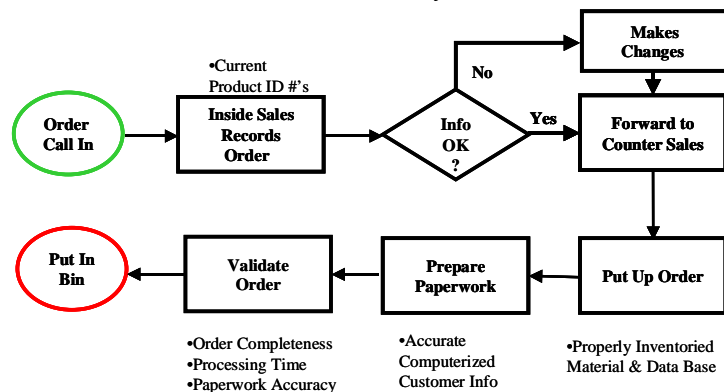 Makes
Changes
•Current
Product ID #'s
No
Order
Call In
Inside Sales
Records
Order
Info
OK
?
Yes
Forward to
Counter Sales
Put In
Bin
Validate
Order
Prepare
Paperwork
Put Up Order
•Order Completeness
•Processing Time
•Paperwork Accuracy
•Accurate
Computerized
Customer Info
•Properly Inventoried
Material & Data Base